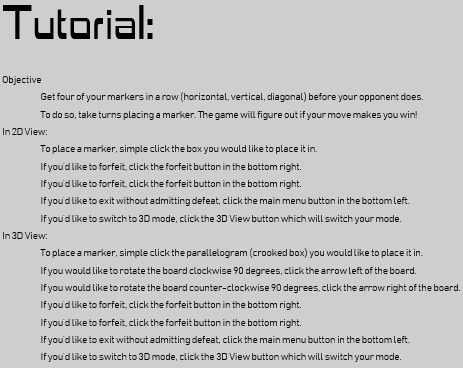 Tutorial:
Objective
Get four of your markers in a row (horizontal, vertical, diagonal) before your opponent does.
To do so, take turns placing a marker. The game will figure out if your move makes you win!
In 2D View:
To place a marker, simple click the box you would like to place it in.
If you'd like to forfeit, click the forfeit button in the bottom right.
If you'd like to forfeit, click the forfeit button in the bottom right.
If you'd like to exit without admitting defeat, click the main menu button in the bottom left.
If you'd like to switch to 3D mode, click the 3D View button which will switch your mode.
In 3D View:
To place a marker, simple click the parallelogram (crooked box) you would like to place it in.
If you would like to rotate the board clockwise 90 degrees, click the arrow left of the board.
If you would like to rotate the board counter-clockwise 90 degrees, click the arrow right of the board.
If you'd like to forfeit, click the forfeit button in the bottom right.
If you'd like to forfeit, click the forfeit button in the bottom right.
If you'd like to exit without admitting defeat, click the main menu button in the bottom left.
If you'd like to switch to 3D mode, click the 3D View button which will switch your mode.